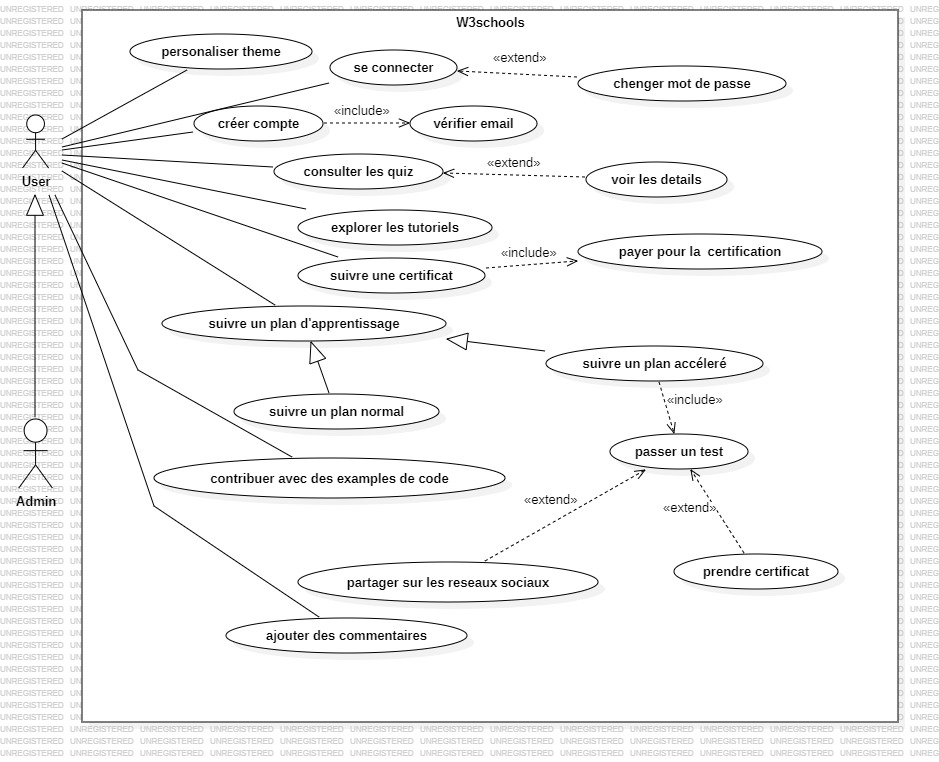 W3schools
personaliser theme
se connecter
«extend»
chenger mot de passe
créer compte
«include»
vérifier email
consulter les quiz
«extend»
voir les details
User
explorer les tutoriels
suivre une certificat
«include»
payer pour la certification
suivre un plan d'apprentissage
suivre un plan accéleré
«include»
suivre un plan normal
passer un test
contribuer avec des examples de code
«extend»
«extend»
Admin
partager sur les reseaux sociaux
prendre certificat
ajouter des commentaires
UNREGISTERED